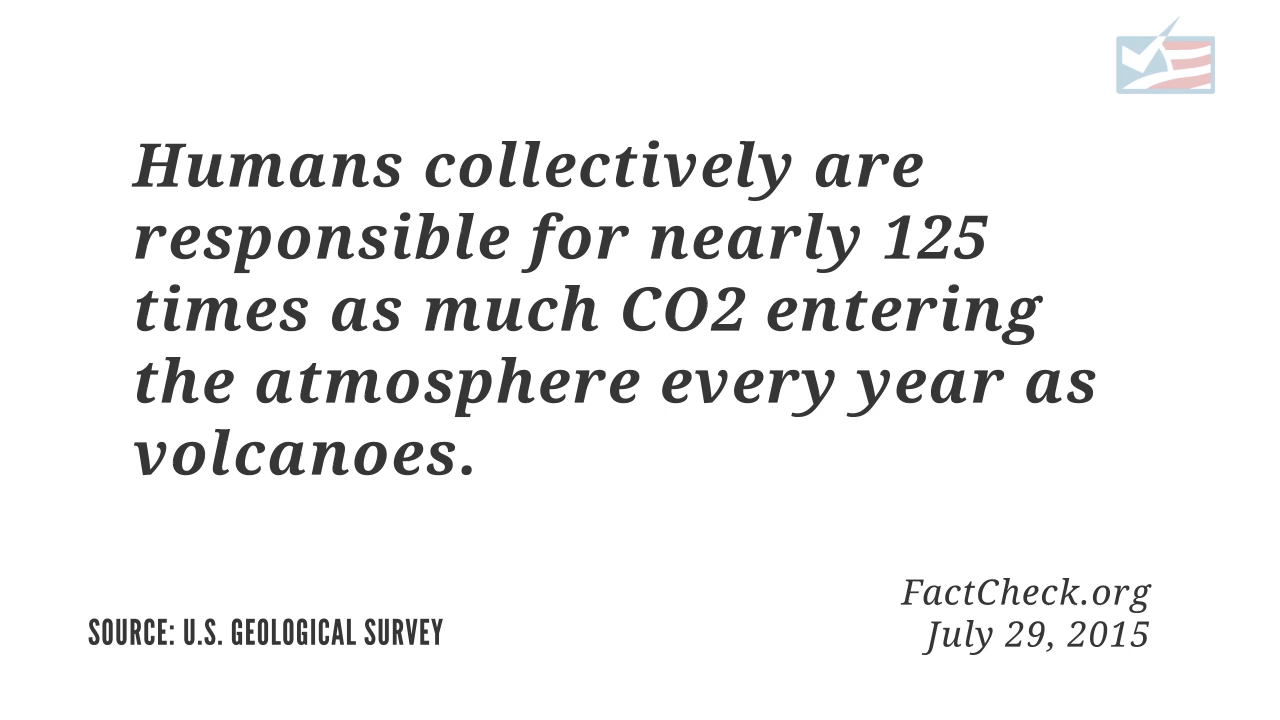 Humans collectively are
responsible for nearly 125
times as much CO2 entering
the atmosphere every year as
volcanoes.
SOURCE: U.S. GEOLOGICAL SURVEY
FactCheck.org
July 29, 2015